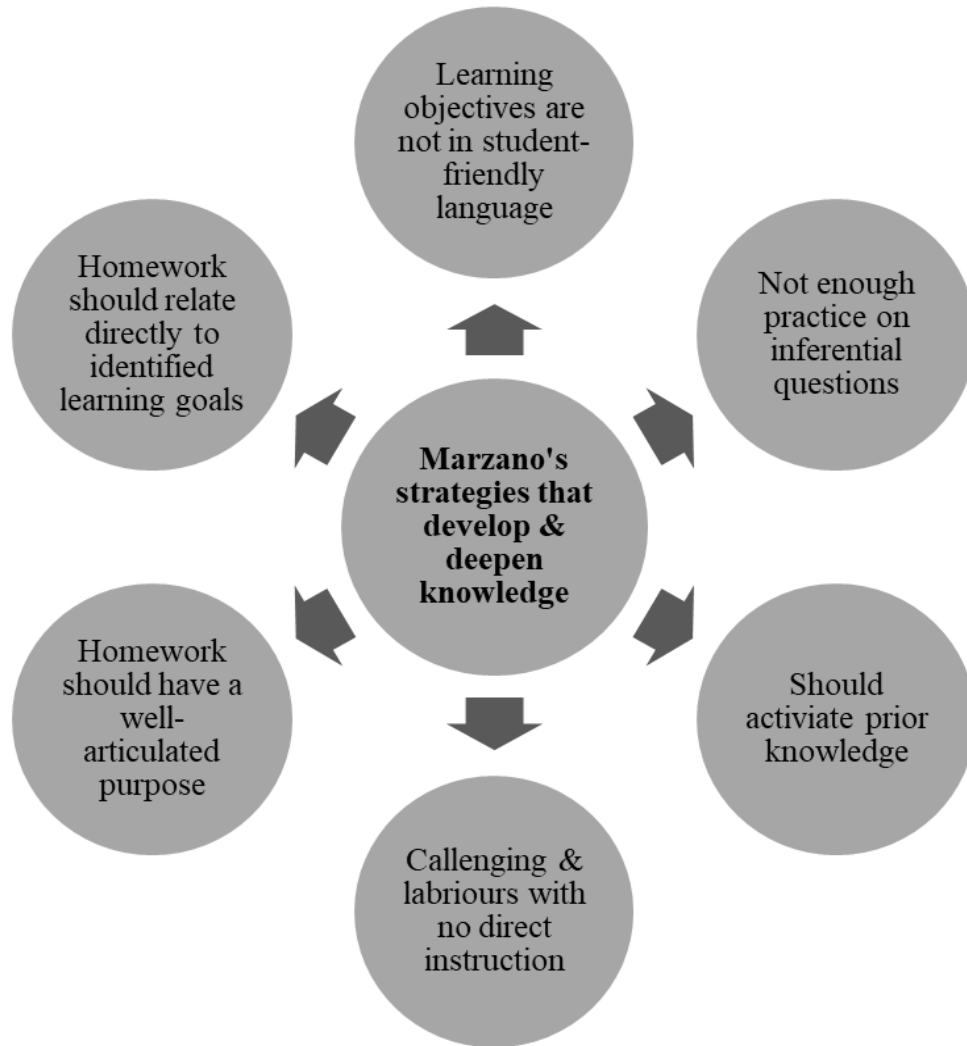 Learning
objectives are
not in student-
friendly
language
Homework
should relate
directly to
identified
learning goals
Not enough
practice on
inferential
questions
Marzano's
strategies that
develop &
deepen
knowledge
Homework
should have a
well-
articulated
purpose
Should
activiate prior
knowledge
Callenging &
labriours with
no direct
instruction